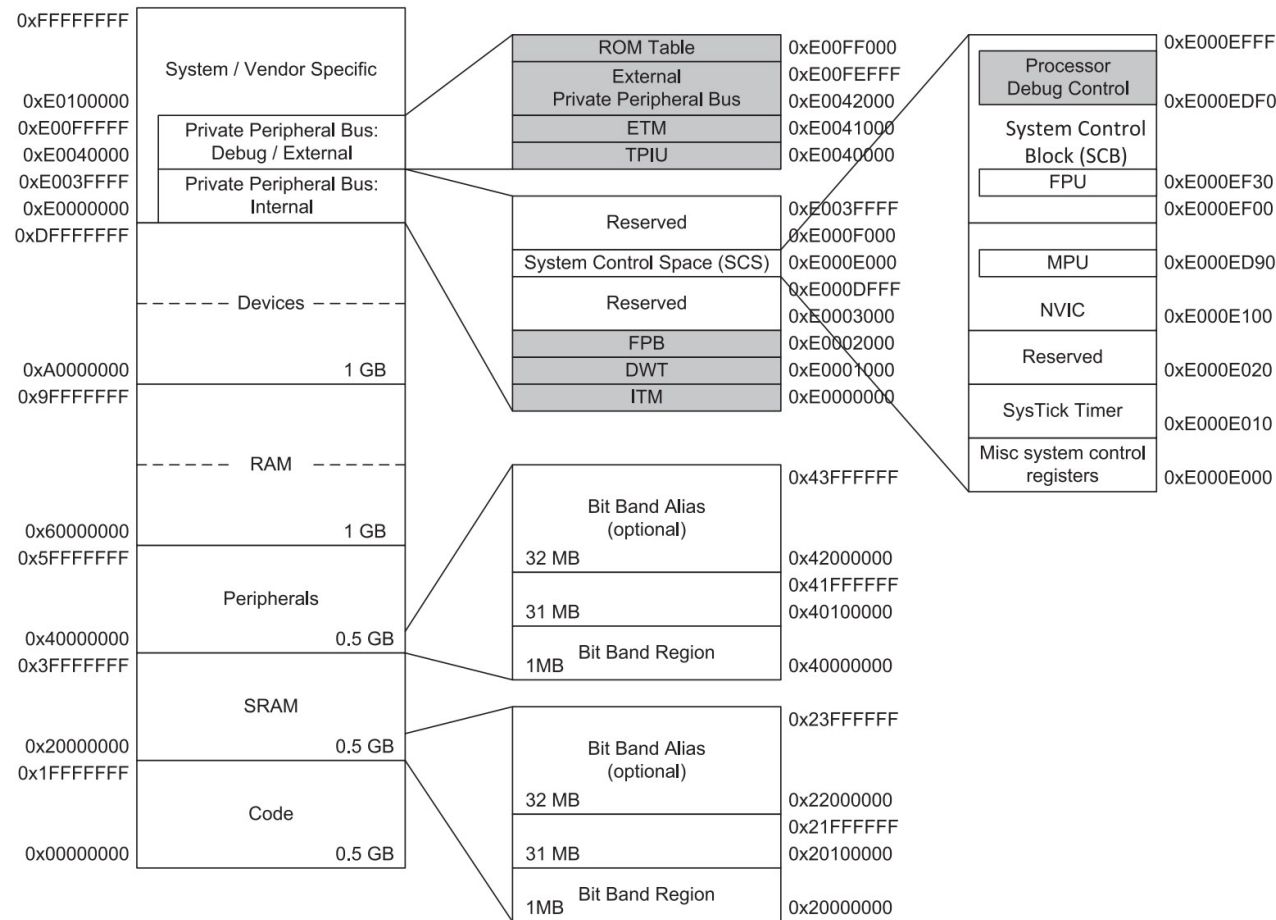 0xFFFFFFFF
System / Vendor Specific
0xE0100000
0xE00FFFFF
Private Peripheral Bus:
Debug / External
0xE0040000
0xE003FFFF
Private Peripheral Bus:
Internal
0xE0000000
0xDFFFFFFF
Devices
0xA0000000
1 GB
0x9FFFFFFF
RAM
0x60000000
1 GB
0x5FFFFFFF
Peripherals
0x40000000
0.5 GB
0x3FFFFFFF
SRAM
0x20000000
0.5 GB
0x1FFFFFFF
Code
0x00000000
0.5 GB
ROM Table
0xE00FF000
External
Private Peripheral Bus
0xE00FEFFF
0xE0042000
ETM
0xE0041000
TPIU
0xE0040000
Reserved
0xE003FFFF
0xE000F000
System Control Space (SCS)
0xE000E000
Reserved
0xE000DFFF
0xE0003000
FPB
0xE0002000
DWT
0xE0001000
ITM
0xE0000000
0x43FFFFFF
Bit Band Alias
(optional)
32 MB
0x42000000
0x41FFFFFF
31 MB
0x40100000
Bit Band Region
1MB
0x40000000
0x23FFFFFF
Bit Band Alias
(optional)
32 MB
0x22000000
0x21FFFFFF
31 MB
0x20100000
Bit Band Region
1MB
0x20000000
0xE000EFFF
Processor
Debug Control
0xE000EDF0
System Control
Block (SCB)
FPU
0xE000EF30
0xE000EF00
MPU
0xE000ED90
NVIC
0xE000E100
Reserved
0xE000E020
SysTick Timer
0xE000E010
Misc system control
registers
0xE000E000